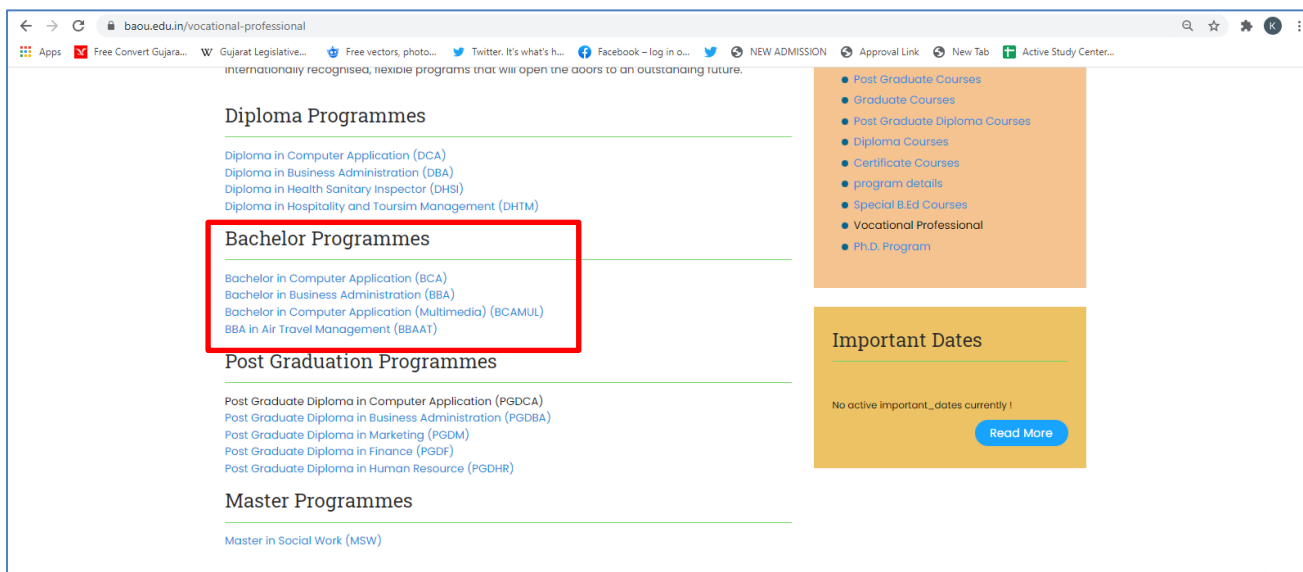 baou.edu.in/vocational-professional
K
Apps Free Convert Gujara... W Gujarat Legislative... Free vectors, photo... Twitter. It's what's h... Facebook – log in o... NEW ADMISSION Approval Link New Tab Active Study Center...
internationally recognised, flexible programs that will open the doors to an outstanding future.
Diploma Programmes
Diploma in Computer Application (DCA)
Diploma in Business Administration (DBA)
Diploma in Health Sanitary Inspector (DHSI)
Diploma in Hospitality and Toursim Management (DHTM)
Bachelor Programmes
Bachelor in Computer Application (BCA)
Bachelor in Business Administration (BBA)
Bachelor in Computer Application (Multimedia) (BCAMUL)
BBA in Air Travel Management (BBAAT)
Post Graduation Programmes
Post Graduate Diploma in Computer Application (PGDCA)
Post Graduate Diploma in Business Administration (PGDBA)
Post Graduate Diploma in Marketing (PGDM)
Post Graduate Diploma in Finance (PGDF)
Post Graduate Diploma in Human Resource (PGDHR)
Master Programmes
Master in Social Work (MSW)
Post Graduate Courses
Graduate Courses
Post Graduate Diploma Courses
Diploma Courses
Certificate Courses
program details
Special B.Ed Courses
Vocational Professional
Ph.D. Program
Important Dates
No active important_dates currently !
Read More